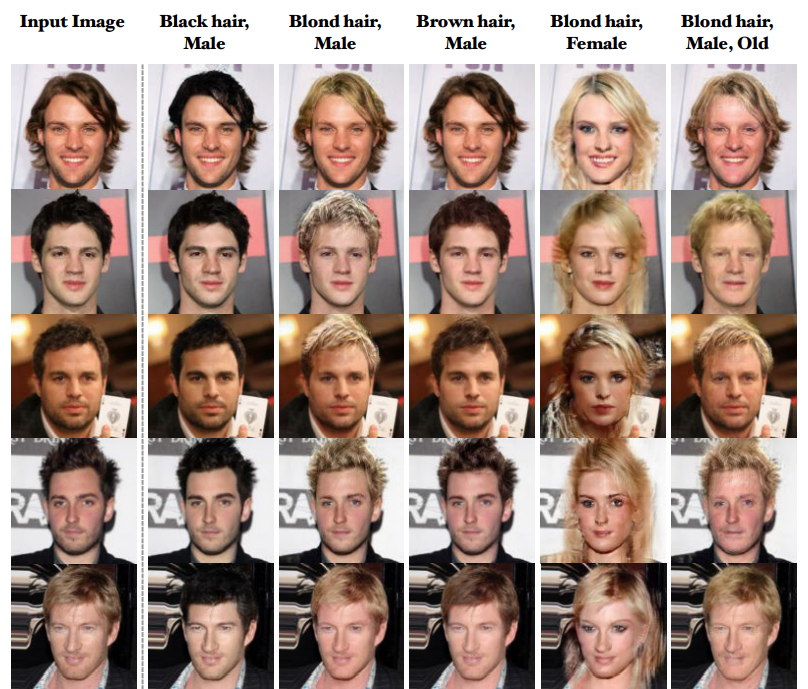 Input Image
Black hair,
Male
Blond hair,
Male
Brown hair,
Male
Blond hair,
Female
Blond hair,
Male, Old